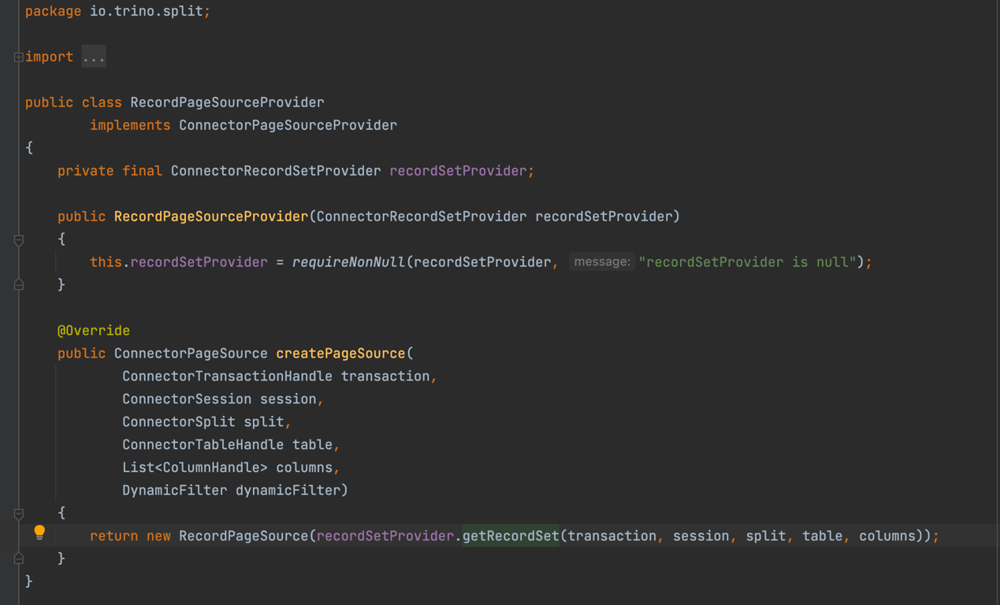 package io.trino.split;
import ...
public class RecordPageSourceProvider
        implements ConnectorPageSourceProvider
{
    private final ConnectorRecordSetProvider recordSetProvider;
    public RecordPageSourceProvider(ConnectorRecordSetProvider recordSetProvider)
    {
        this.recordSetProvider = requireNonNull(recordSetProvider, message: "recordSetProvider is null");
    }
    @Override
    public ConnectorPageSource createPageSource(
            ConnectorTransactionHandle transaction,
            ConnectorSession session,
            ConnectorSplit split,
            ConnectorTableHandle table,
            List<ColumnHandle> columns,
            DynamicFilter dynamicFilter)
    {
        return new RecordPageSource(recordSetProvider.getRecordSet(transaction, session, split, table, columns));
    }
}